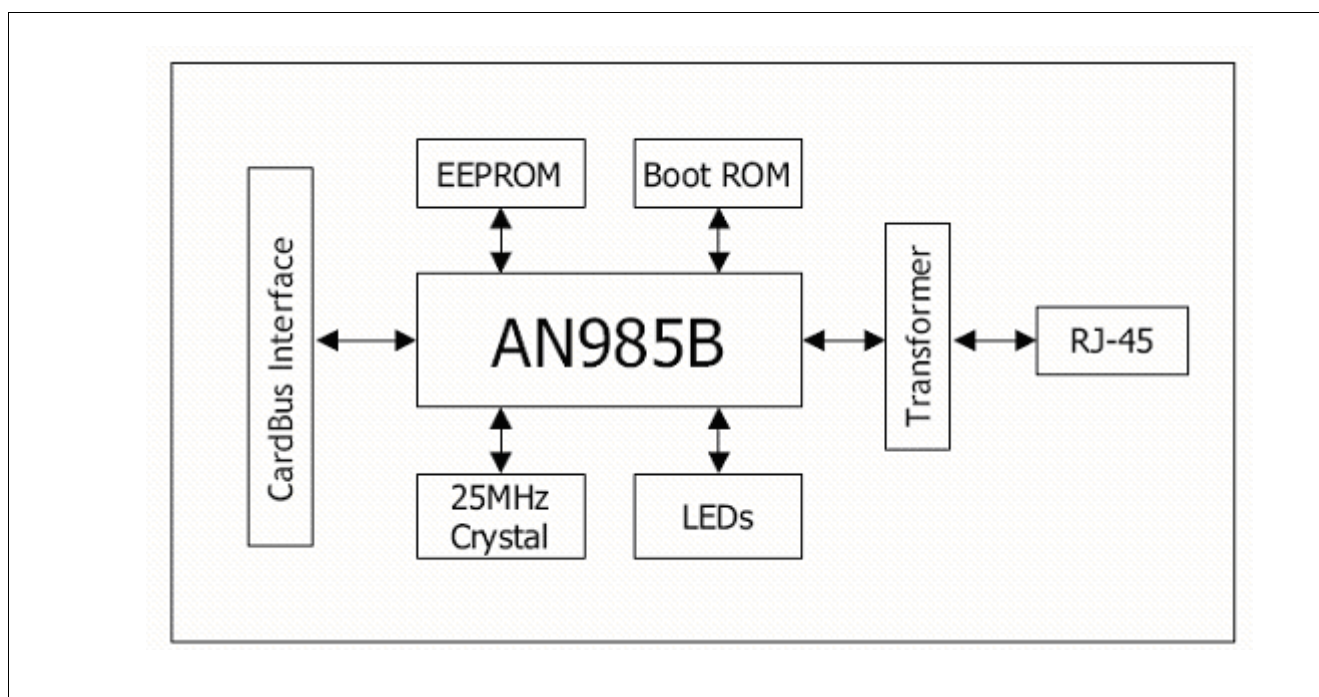 EEPROM
Boot ROM
CardBus Interface
AN985B
Transformer
RJ-45
25MHz
Crystal
LEDs